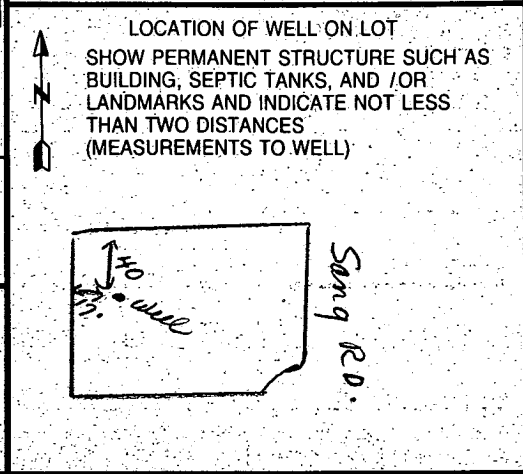 LOCATION OF WELL ON LOT
SHOW PERMANENT STRUCTURE SUCH AS
BUILDING, SEPTIC TANKS, AND /OR
LANDMARKS AND INDICATE NOT LESS
THAN TWO DISTANCES
(MEASUREMENTS TO WELL)
N
40
well
Sang RD.